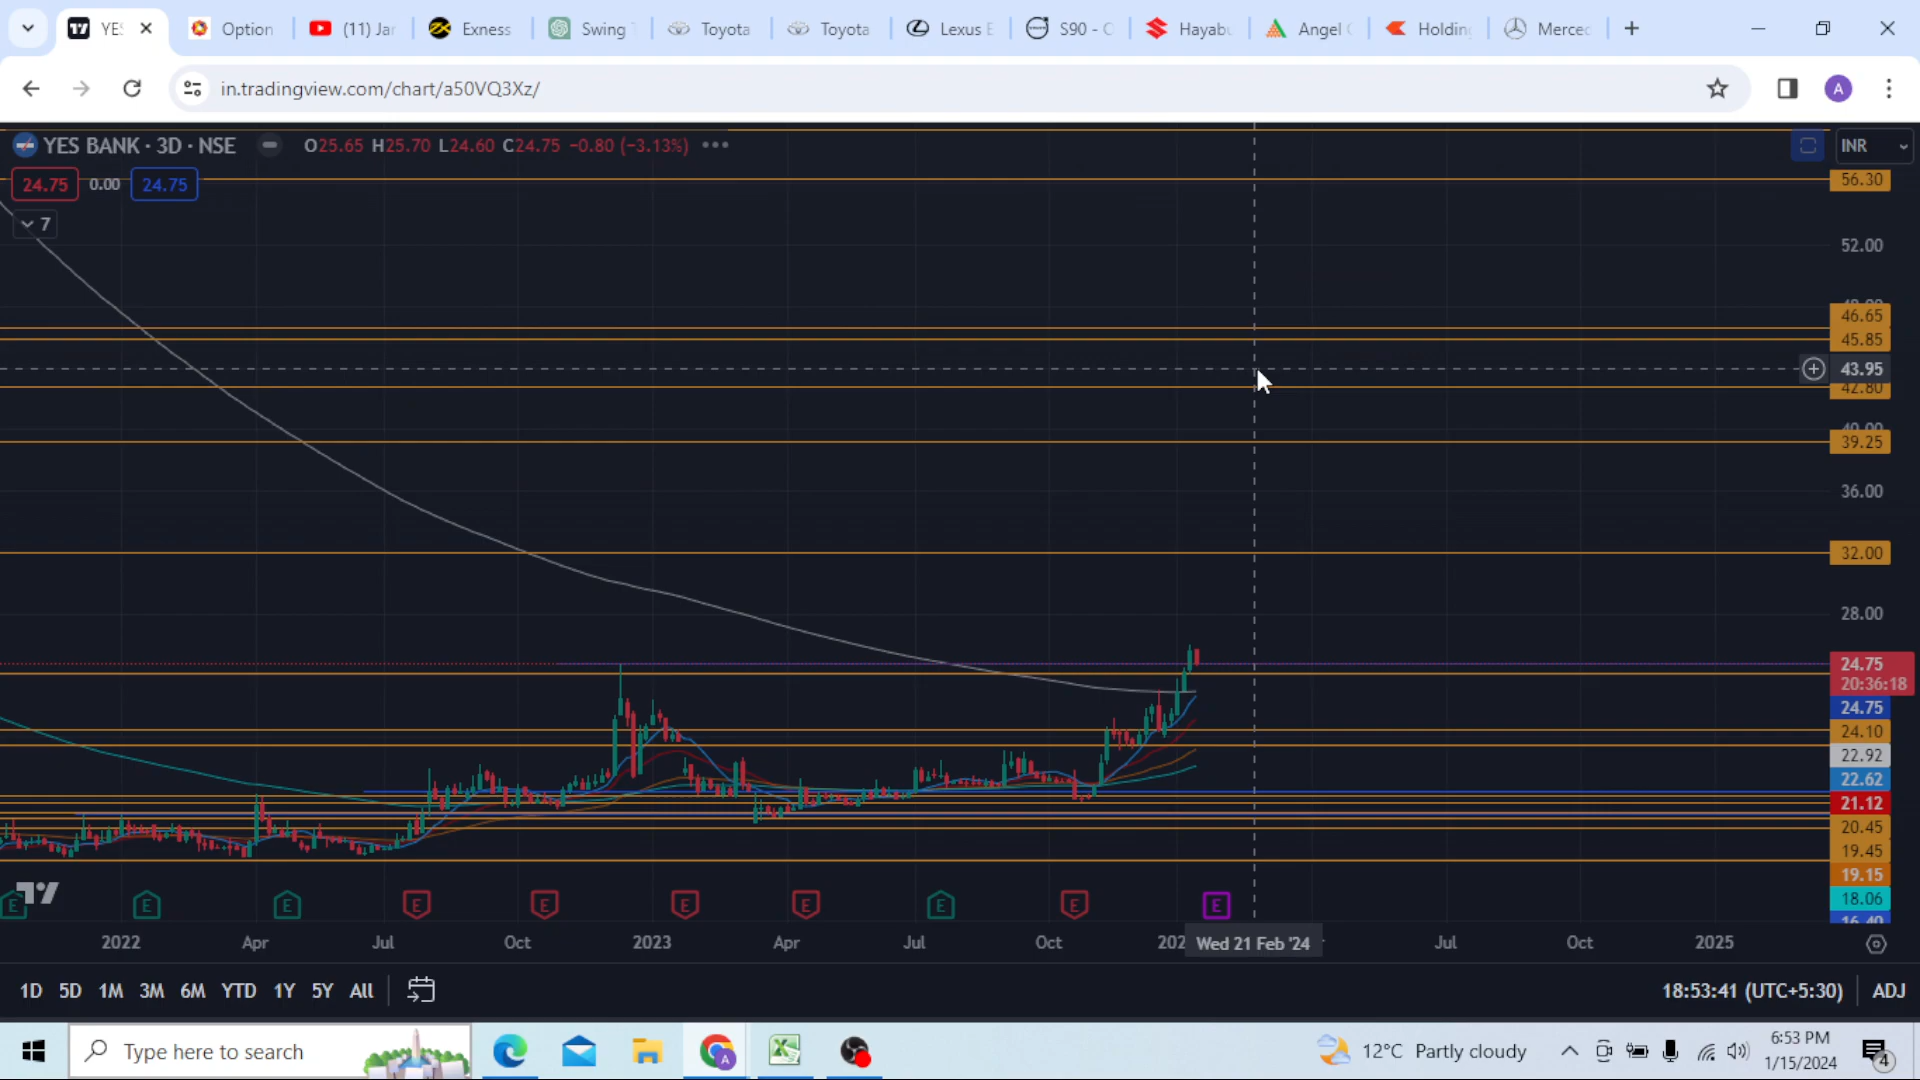 YES
Option
(11) Jar
Exness
Swing T
Toyota
Toyota
Lexus E
S90 - C
Hayabu
Angel
Holding
Merced
in.tradingview.com/chart/a50VQ3Xz/
A
YES BANK · 3D · NSE
O25.65 H25.70 L24.60 C24.75 −0.80 (−3.13%)
INR
24.75 0.00 24.75
7
56.30
52.00
46.65
45.85
43.95
42.80
39.25
36.00
32.00
28.00
24.75
20:36:18
24.75
24.10
22.92
22.62
21.12
20.45
19.45
19.15
18.06
16.40
E E E E E E E E E E
2022 Apr Jul Oct 2023 Apr Jul Oct 202 Wed 21 Feb '24 Jul Oct 2025
1D 5D 1M 3M 6M YTD 1Y 5Y All
18:53:41 (UTC+5:30) ADJ
Type here to search
A
12°C Partly cloudy
6:53 PM
1/15/2024
4